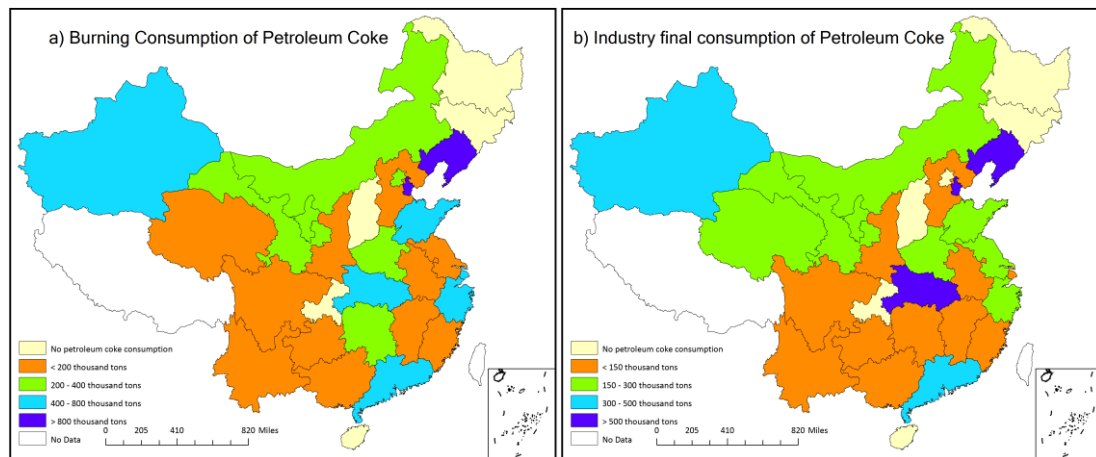 a) Burning Consumption of Petroleum Coke
No petroleum coke consumption
< 200 thousand tons
200 - 400 thousand tons
400 - 800 thousand tons
> 800 thousand tons
No Data
0 205 410 820 Miles
b) Industry final consumption of Petroleum Coke
No petroleum coke consumption
< 150 thousand tons
150 - 300 thousand tons
300 - 500 thousand tons
> 500 thousand tons
No Data
0 205 410 820 Miles